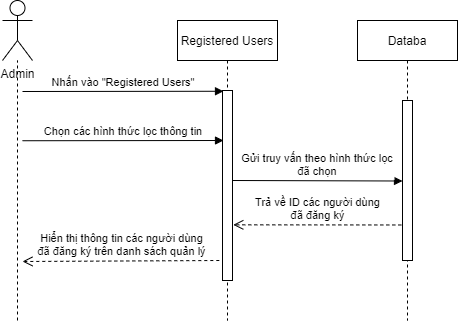 Registered Users
Databa
Admin
Nhấn vào "Registered Users"
Chọn các hình thức lọc thông tin
Gửi truy vấn theo hình thức lọc
đã chọn
Trả về ID các người dùng
đã đăng ký
Hiển thị thông tin các người dùng
đã đăng ký trên danh sách quản lý